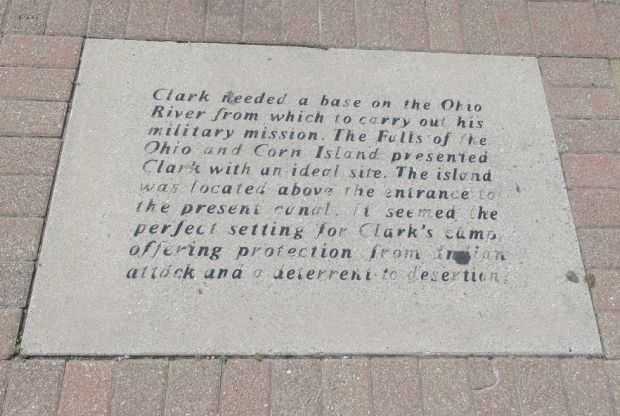 Clark needed a base on the Ohio
River from which to carry out his
military mission. The Falls of the
Ohio and Corn Island presented
Clark with an ideal site. The island
was located above the entrance to
the present canal. It seemed the
perfect setting for Clark's camp,
offering protection from Indian
attack and a deterrent to desertion.